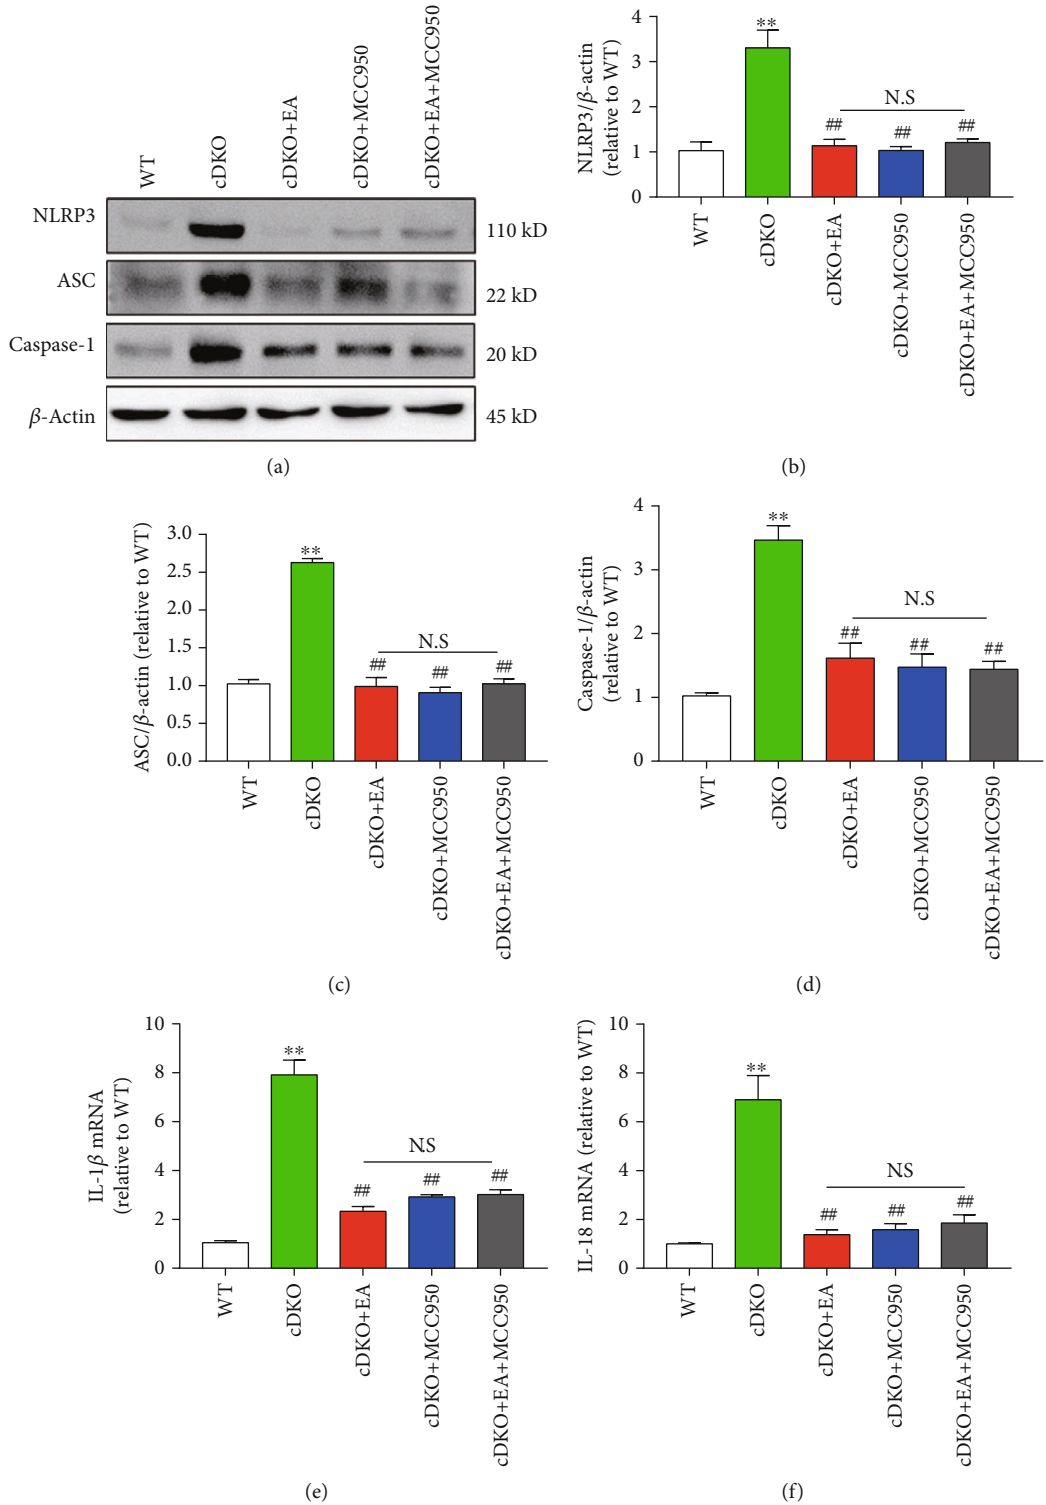 WT
cDKO
cDKO+EA
cDKO+MCC950
cDKO+EA+MCC950
NLRP3
110 kD
ASC
22 kD
Caspase-1
20 kD
β-Actin
45 kD
(a)
NLRP3/β-actin
(relative to WT)
4
3
2
1
0
**
##
##
##
N.S
WT
cDKO
cDKO+EA
cDKO+MCC950
cDKO+EA+MCC950
(b)
ASC/β-actin (relative to WT)
3.0
2.5
2.0
1.5
1.0
0.5
0.0
**
##
##
##
N.S
WT
cDKO
cDKO+EA
cDKO+MCC950
cDKO+EA+MCC950
(c)
Caspase-1/β-actin
(relative to WT)
4
3
2
1
0
**
##
##
##
N.S
WT
cDKO
cDKO+EA
cDKO+MCC950
cDKO+EA+MCC950
(d)
IL-1β mRNA
(relative to WT)
10
8
6
4
2
0
**
##
##
##
NS
WT
cDKO
cDKO+EA
cDKO+MCC950
cDKO+EA+MCC950
(e)
IL-18 mRNA (relative to WT)
10
8
6
4
2
0
**
##
##
##
NS
WT
cDKO
cDKO+EA
cDKO+MCC950
cDKO+EA+MCC950
(f)